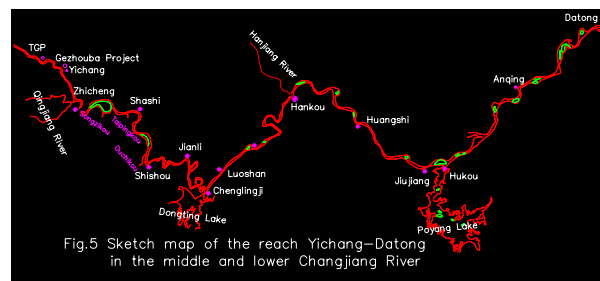 Datong
TGP
Gezhouba Project
Yichang
Hanjiang River
Anqing
Zhicheng
Shashi
Qingjiang River
Songzikou
Taipingkou
Hankou
Huangshi
Ouchikou
Jianli
Shishou
Luoshan
Jiujiang
Hukou
Chenglingji
Dongting Lake
Poyang Lake
Fig.5 Sketch map of the reach Yichang—Datong
in the middle and lower Changjiang River